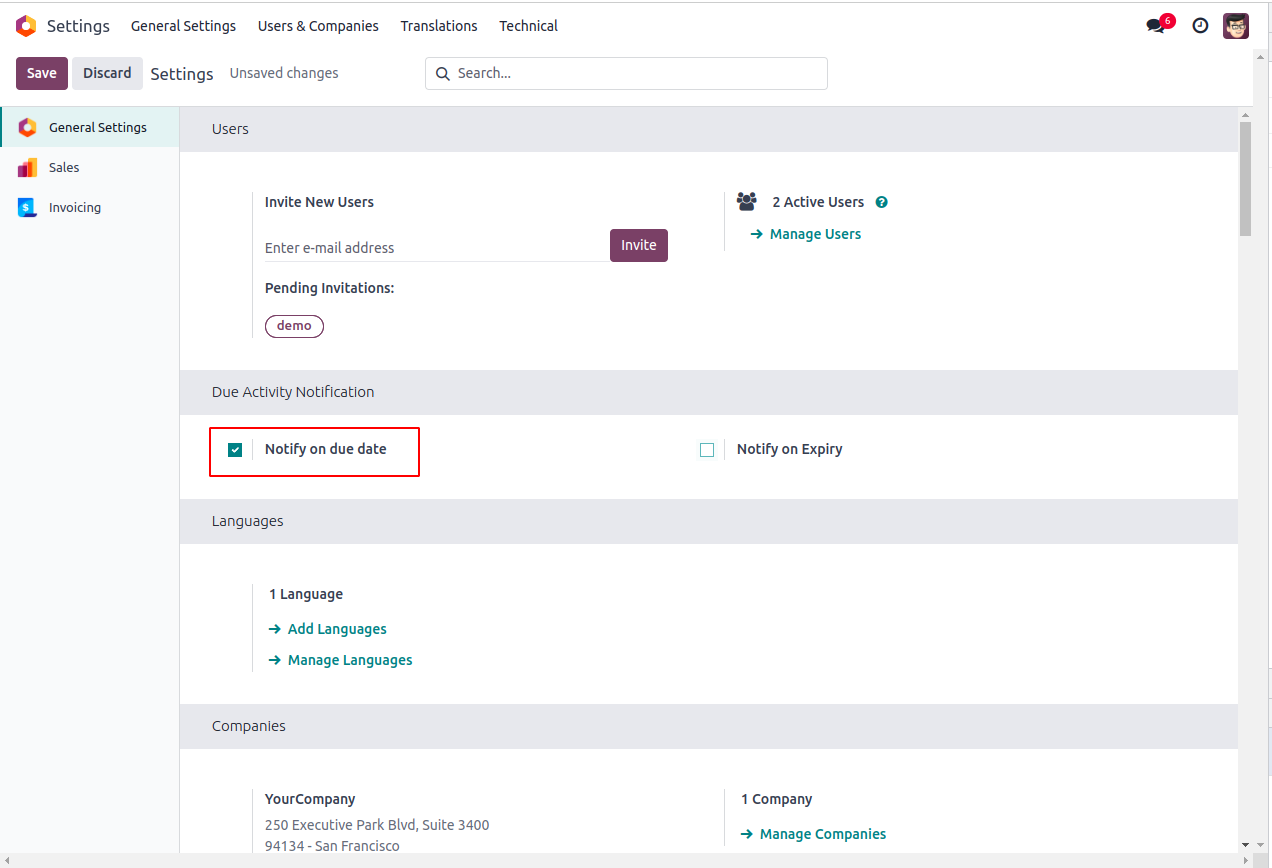 Settings General Settings Users & Companies Translations Technical 6
Save Discard Settings Unsaved changes Search...
General Settings
Sales
Invoicing
Users
Invite New Users
Enter e-mail address Invite
Pending Invitations:
demo
2 Active Users ?
Manage Users
Due Activity Notification
Notify on due date Notify on Expiry
Languages
1 Language
Add Languages
Manage Languages
Companies
YourCompany
250 Executive Park Blvd, Suite 3400
94134 - San Francisco
1 Company
Manage Companies